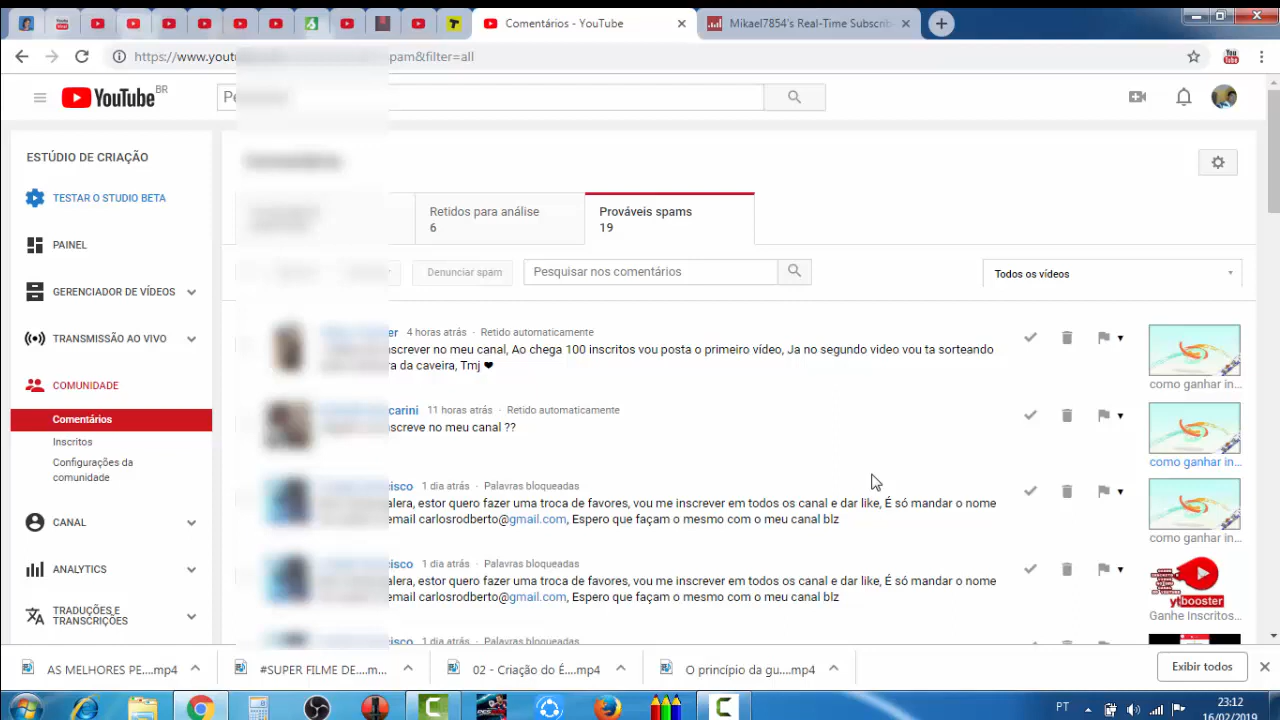 Comentários - YouTube
Mikael7854's Real-Time Subscrib
https://www.yout
spam&filter=all
YouTube BR
Pe
ESTÚDIO DE CRIAÇÃO
TESTAR O STUDIO BETA
PAINEL
GERENCIADOR DE VÍDEOS
TRANSMISSÃO AO VIVO
COMUNIDADE
Comentários
Inscritos
Configurações da
comunidade
CANAL
ANALYTICS
TRADUÇÕES E
TRANSCRIÇÕES
Retidos para análise
6
Prováveis spams
19
Denunciar spam
Pesquisar nos comentários
Todos os vídeos
er 4 horas atrás · Retido automaticamente
screver no meu canal, Ao chega 100 inscritos vou posta o primeiro vídeo, Ja no segundo video vou ta sorteando
da caveira, Tmj ❤
como ganhar in...
carini 11 horas atrás · Retido automaticamente
screve no meu canal ??
como ganhar in...
cisco 1 dia atrás · Palavras bloqueadas
alera, estor quero fazer uma troca de favores, vou me inscrever em todos os canal e dar like, É só mandar o nome
email carlosrodberto@gmail.com, Espero que façam o mesmo com o meu canal blz
como ganhar in...
cisco 1 dia atrás · Palavras bloqueadas
alera, estor quero fazer uma troca de favores, vou me inscrever em todos os canal e dar like, É só mandar o nome
email carlosrodberto@gmail.com, Espero que façam o mesmo com o meu canal blz
ytbooster
Ganhe Inscritos...
cisco 1 dia atrás · Palavras bloqueadas
AS MELHORES PE....mp4
#SUPER FILME DE....m...
02 - Criação do É....mp4
O princípio da gu....mp4
Exibir todos
PT
23:12
16/02/2019